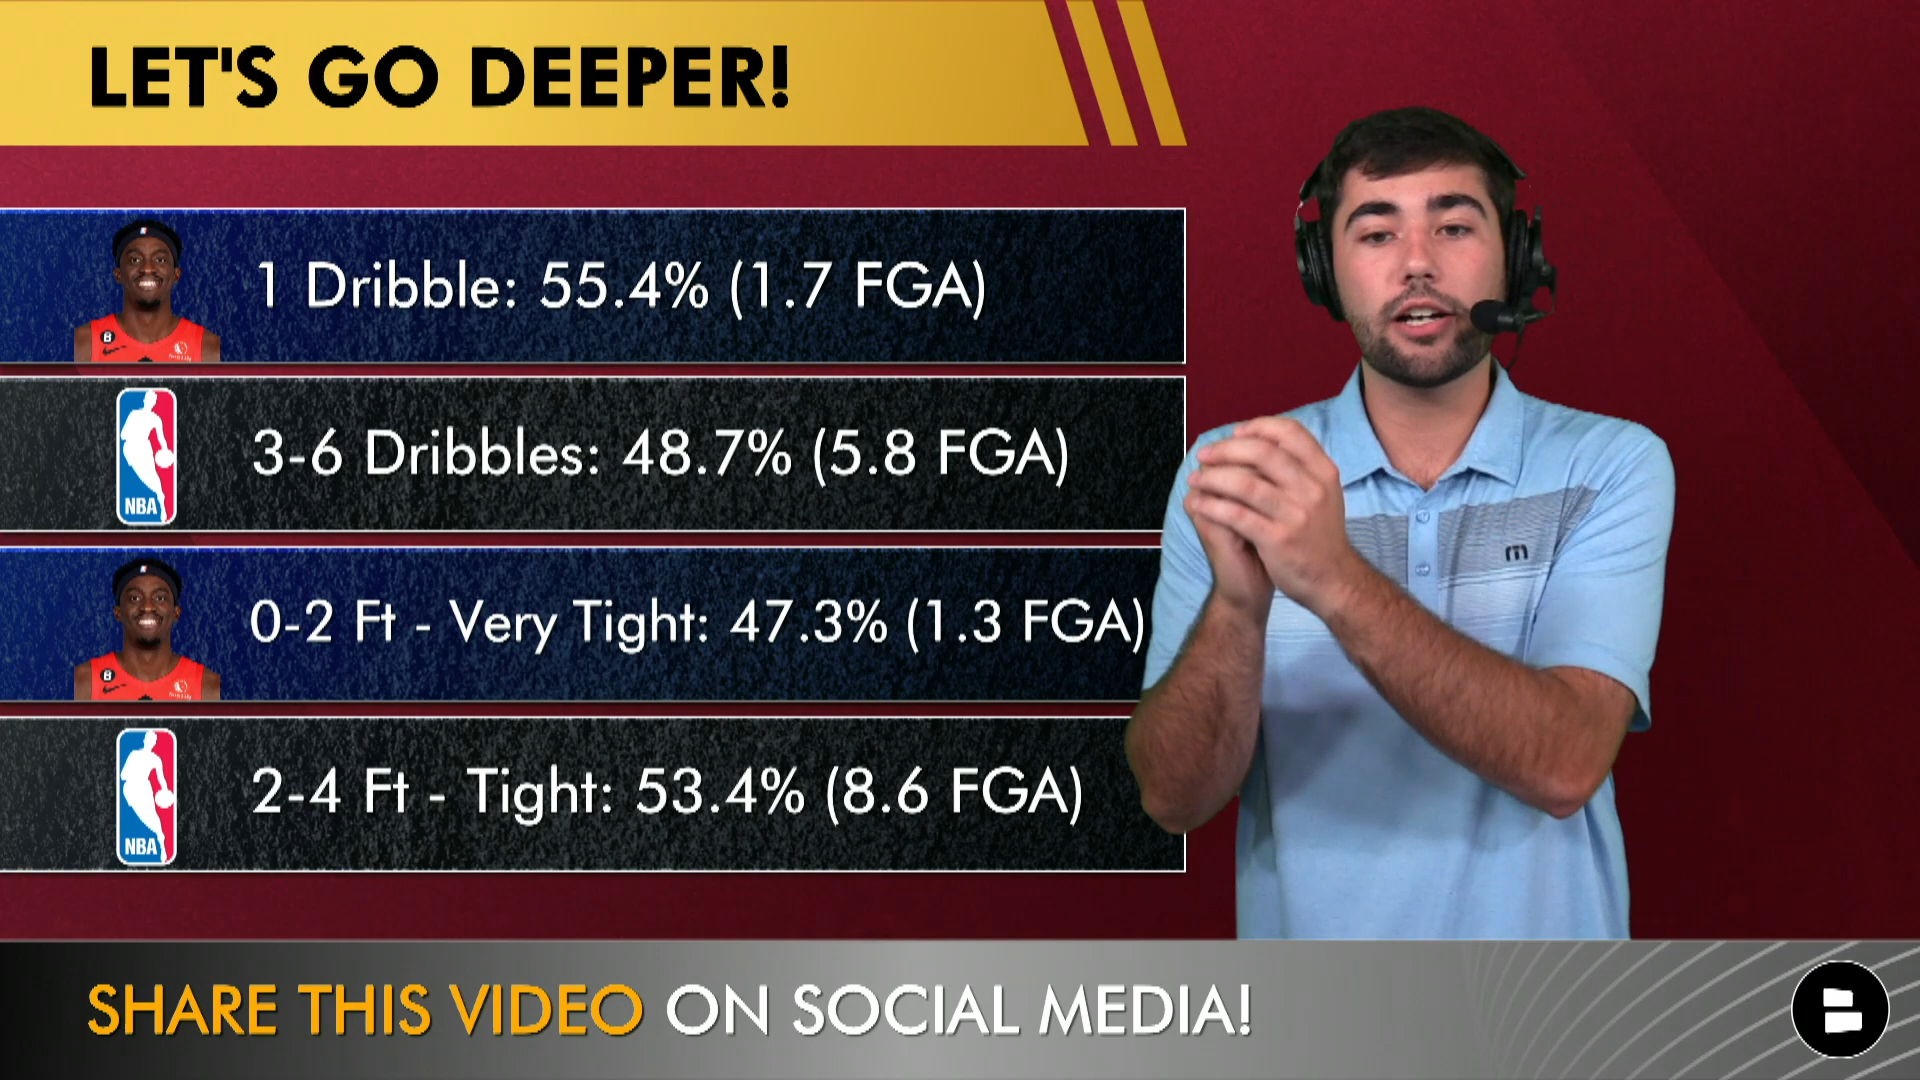 LET'S GO DEEPER!
1 Dribble: 55.4% (1.7 FGA)
NBA
3-6 Dribbles: 48.7% (5.8 FGA)
0-2 Ft - Very Tight: 47.3% (1.3 FGA)
NBA
2-4 Ft - Tight: 53.4% (8.6 FGA)
SHARE THIS VIDEO ON SOCIAL MEDIA!